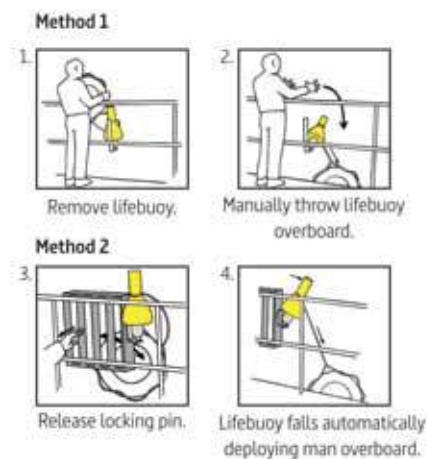 Method 1
1.
2.
Remove lifebuoy.
Manually throw lifebuoy
overboard.
Method 2
3.
4.
Release locking pin.
Lifebuoy falls automatically
deploying man overboard.